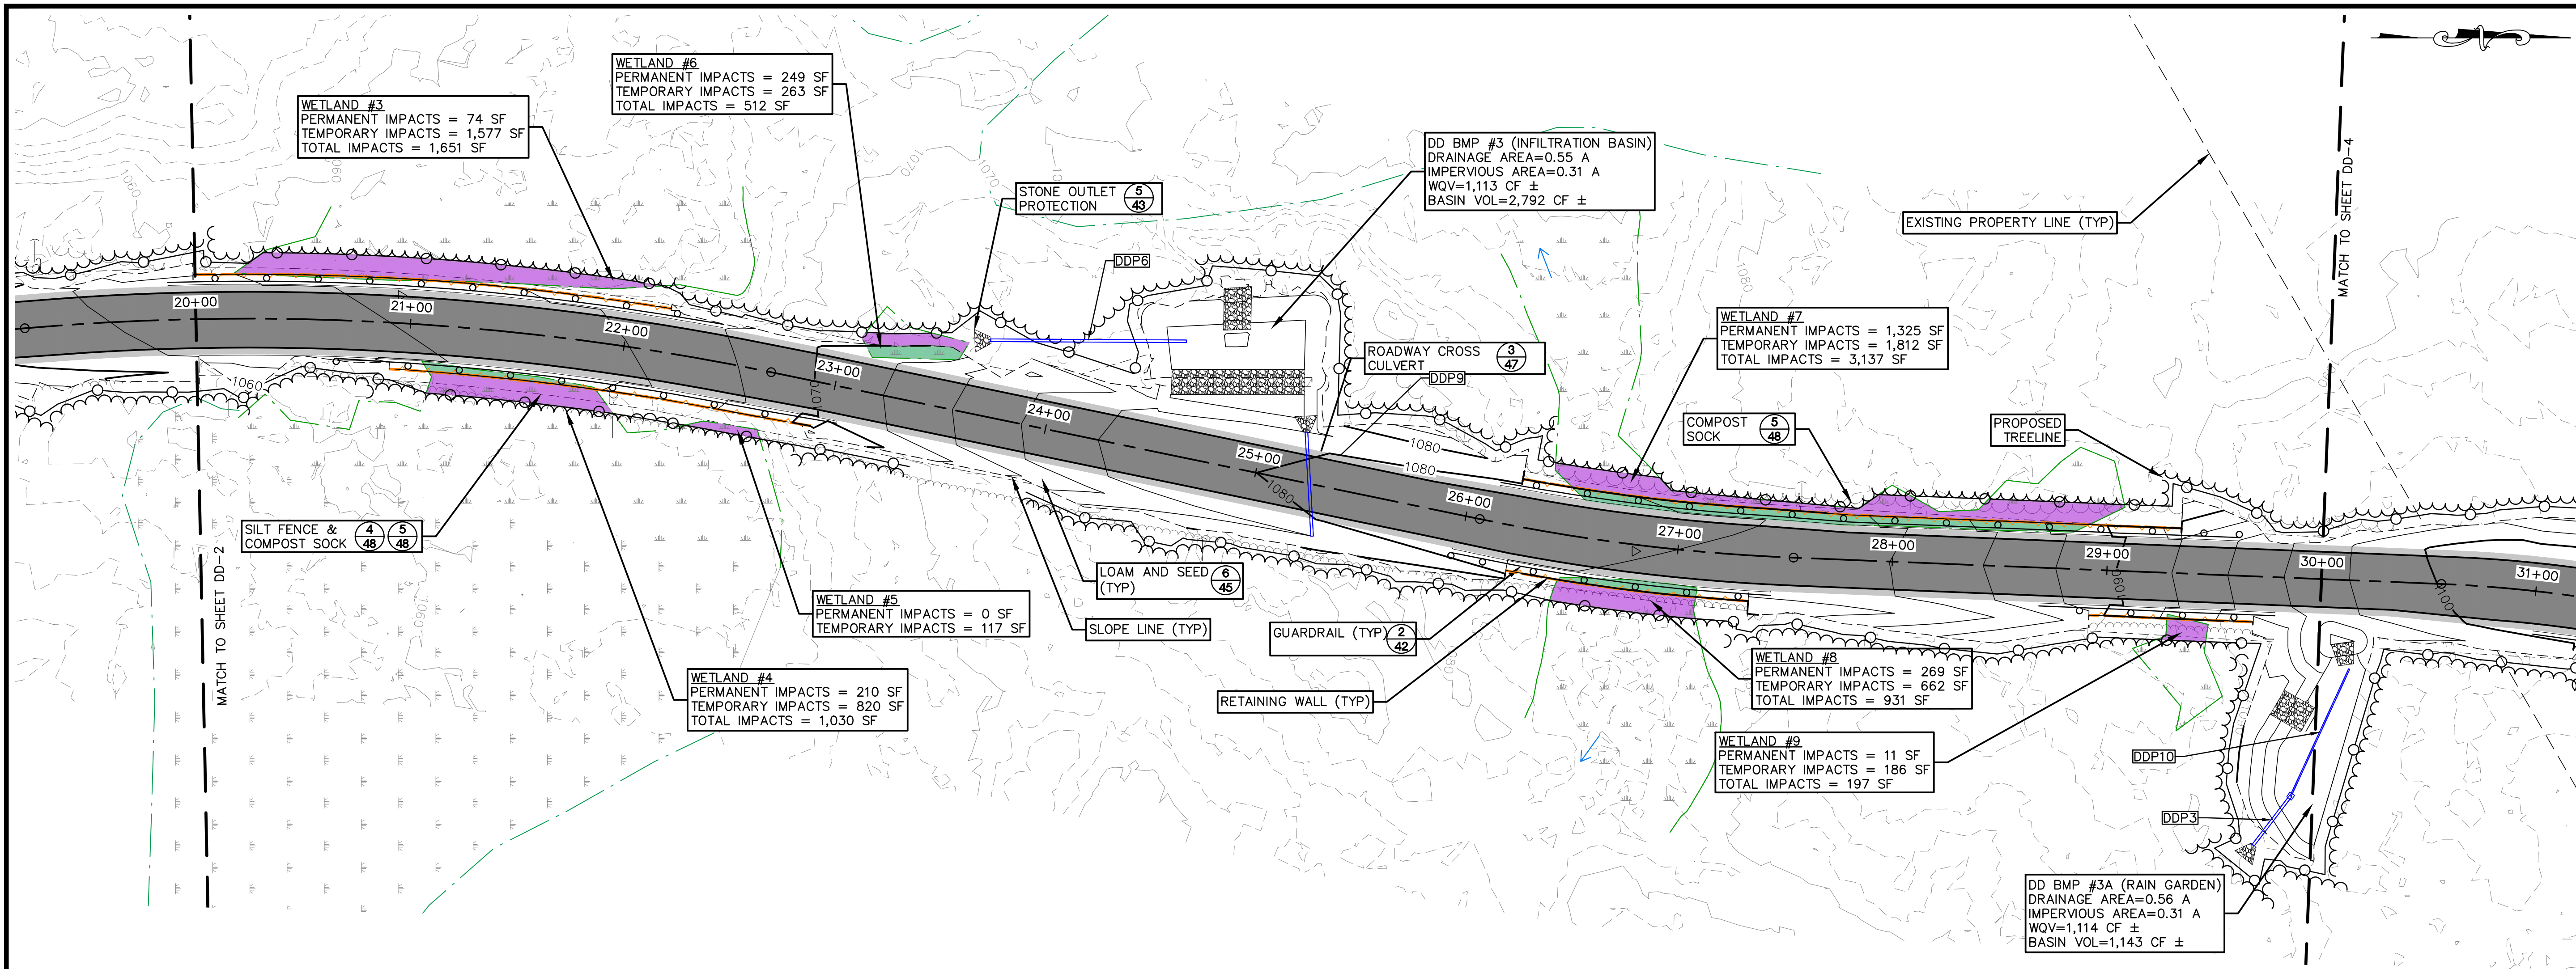 WETLAND #3
PERMANENT IMPACTS = 74 SF
TEMPORARY IMPACTS = 1,577 SF
TOTAL IMPACTS = 1,651 SF
WETLAND #6
PERMANENT IMPACTS = 249 SF
TEMPORARY IMPACTS = 263 SF
TOTAL IMPACTS = 512 SF
STONE OUTLET
PROTECTION
5
43
DD BMP #3 (INFILTRATION BASIN)
DRAINAGE AREA=0.55 A
IMPERVIOUS AREA=0.31 A
WQV=1,113 CF ±
BASIN VOL=2,792 CF ±
EXISTING PROPERTY LINE (TYP)
MATCH TO SHEET DD-4
DDP6
ROADWAY CROSS
CULVERT
3
47
DDP9
WETLAND #7
PERMANENT IMPACTS = 1,325 SF
TEMPORARY IMPACTS = 1,812 SF
TOTAL IMPACTS = 3,137 SF
COMPOST
SOCK
5
48
PROPOSED
TREELINE
1060
1060
1070
1070
1080
20+00
21+00
22+00
23+00
24+00
25+00
26+00
27+00
28+00
29+00
30+00
31+00
1060
1070
1080
1080
1080
1090
1100
SILT FENCE &
COMPOST SOCK
4
48
5
48
MATCH TO SHEET DD-2
1060
LOAM AND SEED
(TYP)
6
45
WETLAND #5
PERMANENT IMPACTS = 0 SF
TEMPORARY IMPACTS = 117 SF
SLOPE LINE (TYP)
GUARDRAIL (TYP)
2
42
1080
WETLAND #4
PERMANENT IMPACTS = 210 SF
TEMPORARY IMPACTS = 820 SF
TOTAL IMPACTS = 1,030 SF
RETAINING WALL (TYP)
WETLAND #8
PERMANENT IMPACTS = 269 SF
TEMPORARY IMPACTS = 662 SF
TOTAL IMPACTS = 931 SF
WETLAND #9
PERMANENT IMPACTS = 11 SF
TEMPORARY IMPACTS = 186 SF
TOTAL IMPACTS = 197 SF
DDP10
DDP3
DD BMP #3A (RAIN GARDEN)
DRAINAGE AREA=0.56 A
IMPERVIOUS AREA=0.31 A
WQV=1,114 CF ±
BASIN VOL=1,143 CF ±